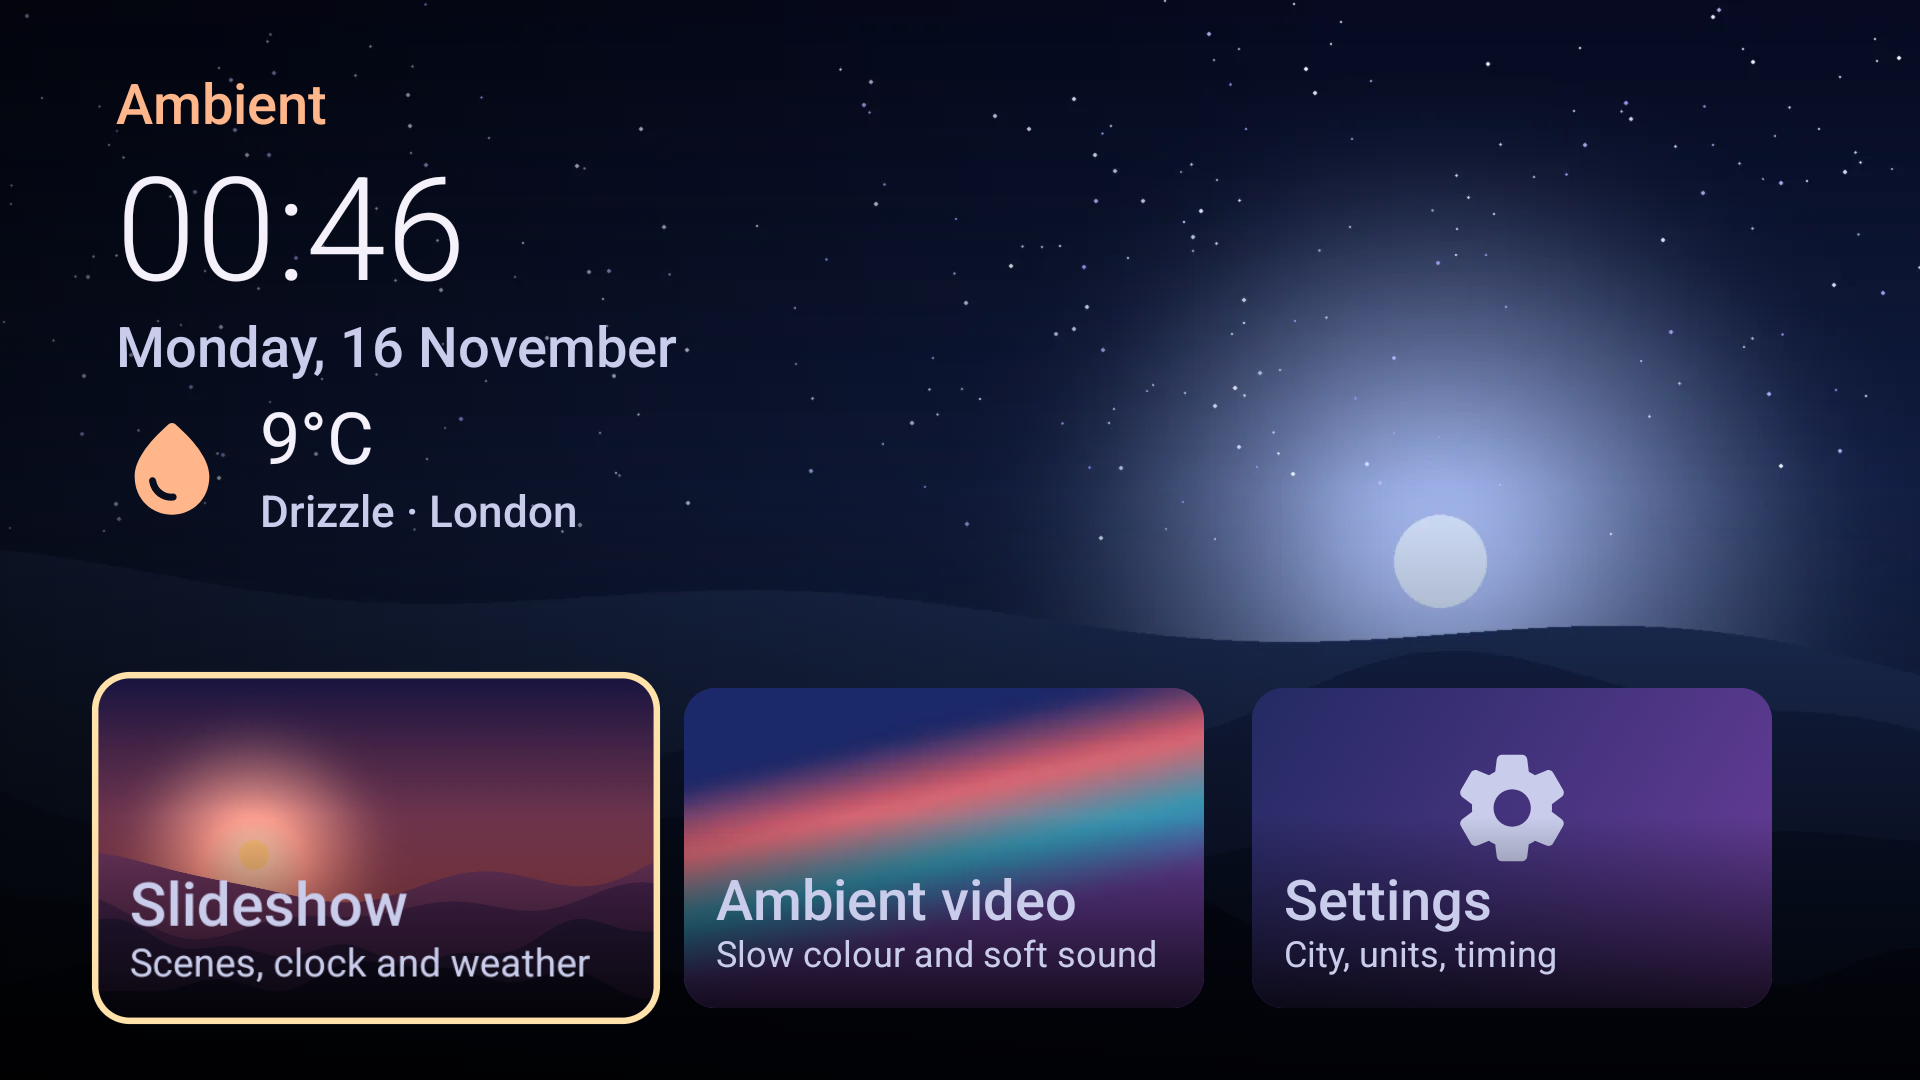 Ambient
00:46
Monday, 16 November
9°C
Drizzle · London
Slideshow
Scenes, clock and weather
Ambient video
Slow colour and soft sound
Settings
City, units, timing